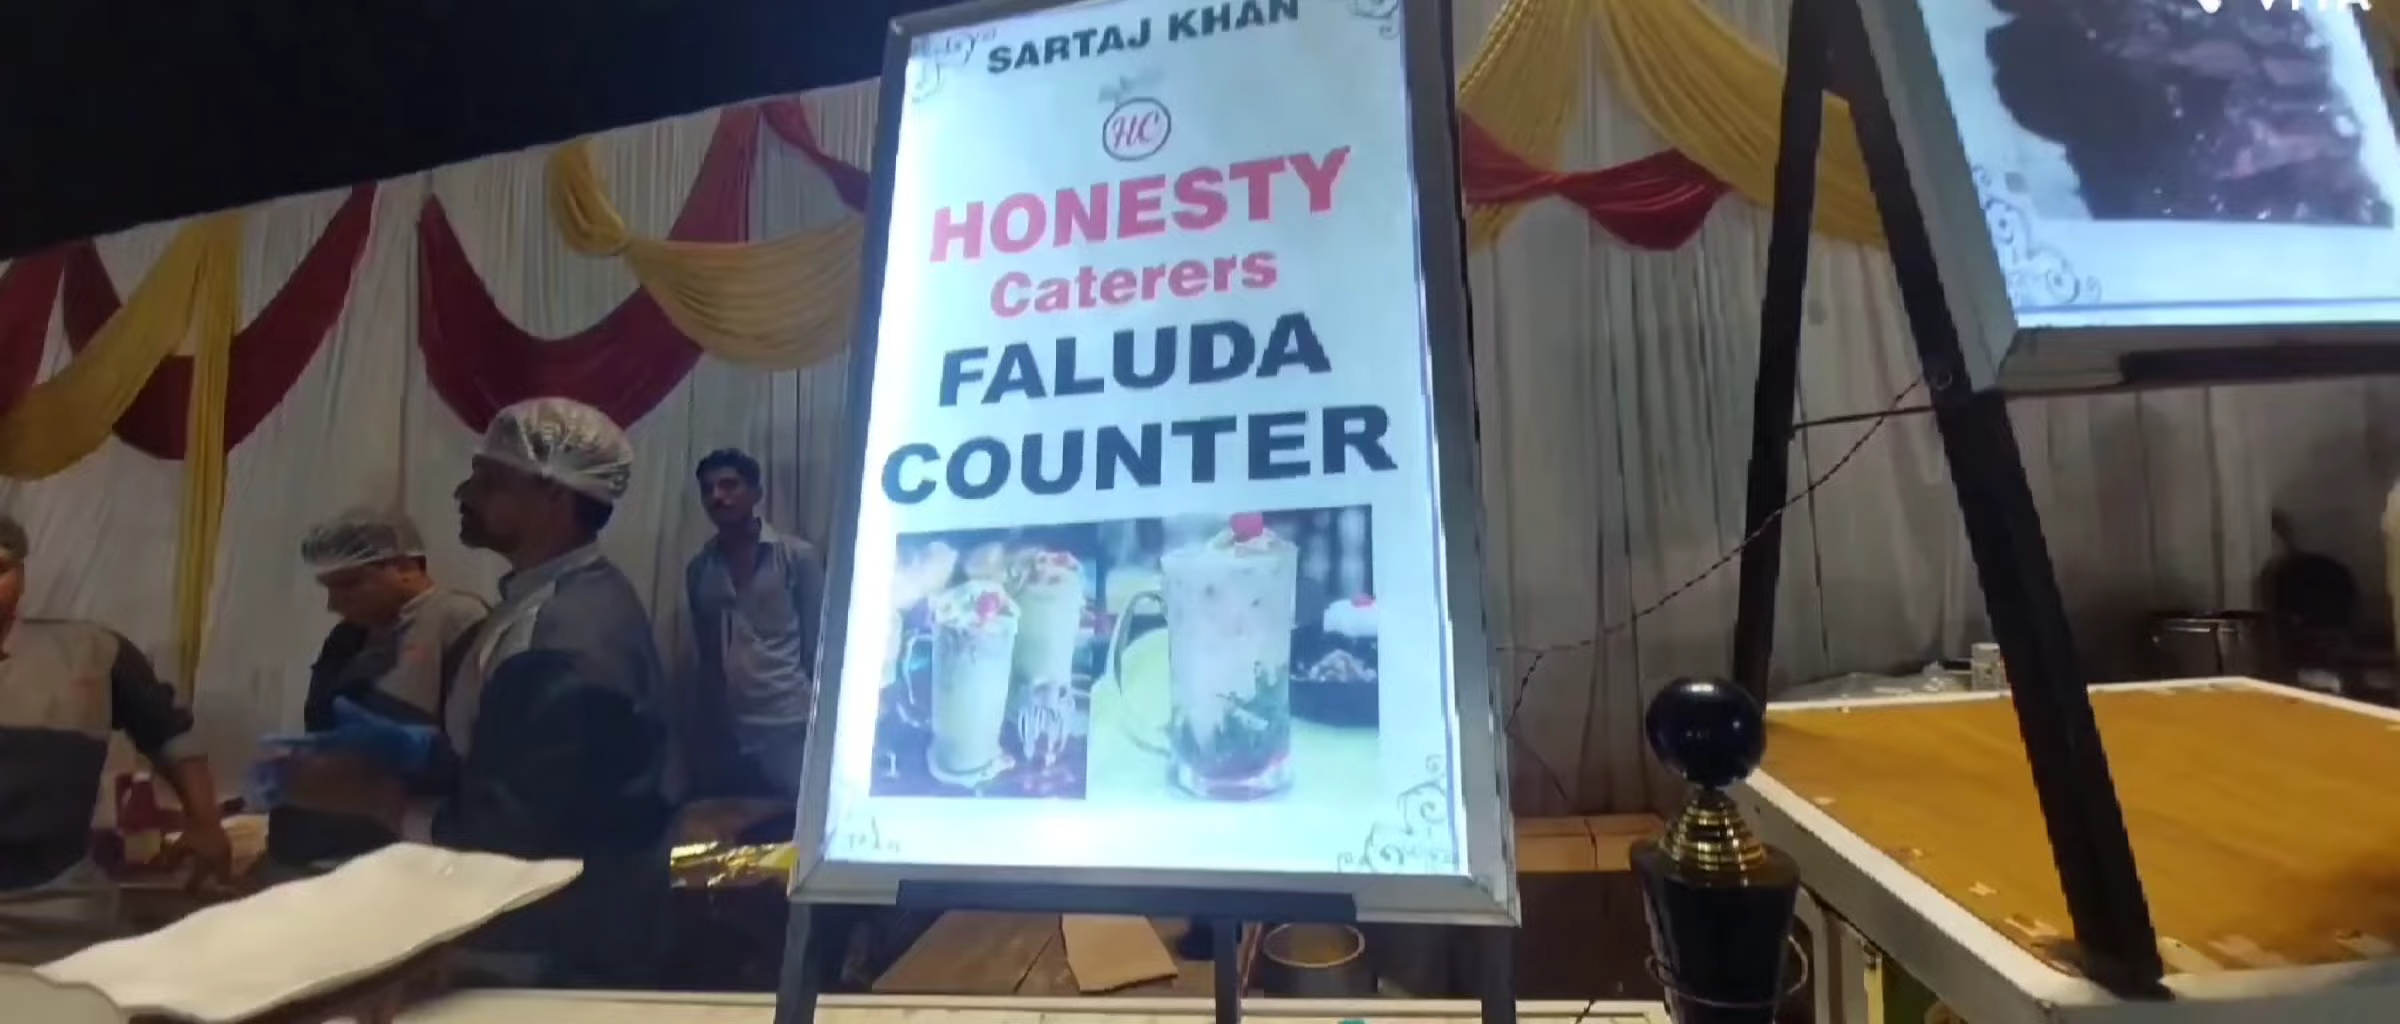 SARTAJ KHAN
HC
HONESTY
Caterers
FALUDA
COUNTER